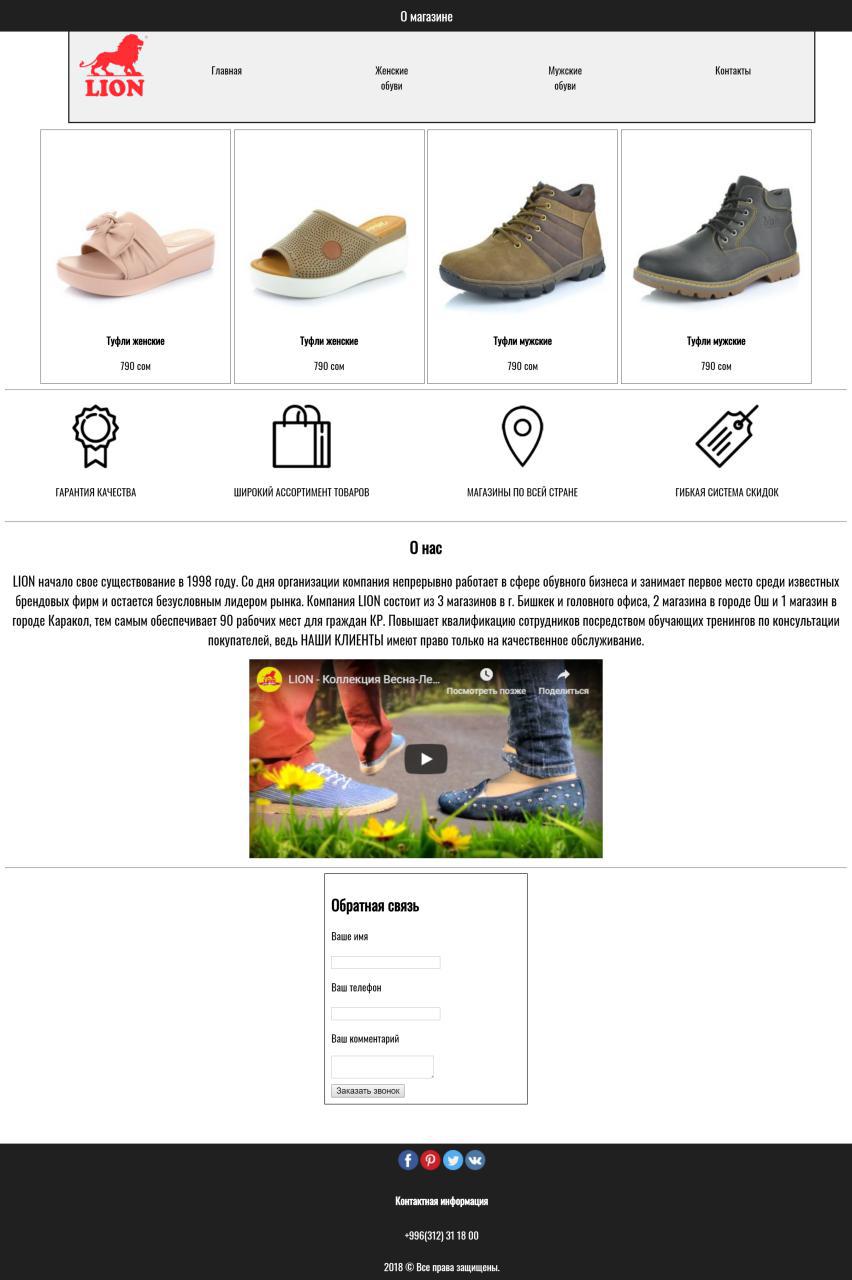 О магазине
LION
Главная
Женские
обуви
Мужские
обуви
Контакты
Туфли женские
790 сом
Туфли женские
790 сом
Туфли мужские
790 сом
Туфли мужские
790 сом
ГАРАНТИЯ КАЧЕСТВА
ШИРОКИЙ АССОРТИМЕНТ ТОВАРОВ
МАГАЗИНЫ ПО ВСЕЙ СТРАНЕ
ГИБКАЯ СИСТЕМА СКИДОК
О нас
LION начало свое существование в 1998 году. Со дня организации компания непрерывно работает в сфере обувного бизнеса и занимает первое место среди известных
брендовых фирм и остается безусловным лидером рынка. Компания LION состоит из 3 магазинов в г. Бишкек и головного офиса, 2 магазина в городе Ош и 1 магазин в
городе Каракол, тем самым обеспечивает 90 рабочих мест для граждан КР. Повышает квалификацию сотрудников посредством обучающих тренингов по консультации
покупателей, ведь НАШИ КЛИЕНТЫ имеют право только на качественное обслуживание.
LION - Коллекция Весна-Ле...
Посмотреть позже
Поделиться
Обратная связь
Ваше имя
Ваш телефон
Ваш комментарий
Заказать звонок
Контактная информация
+996(312) 31 18 00
2018 © Все права защищены.